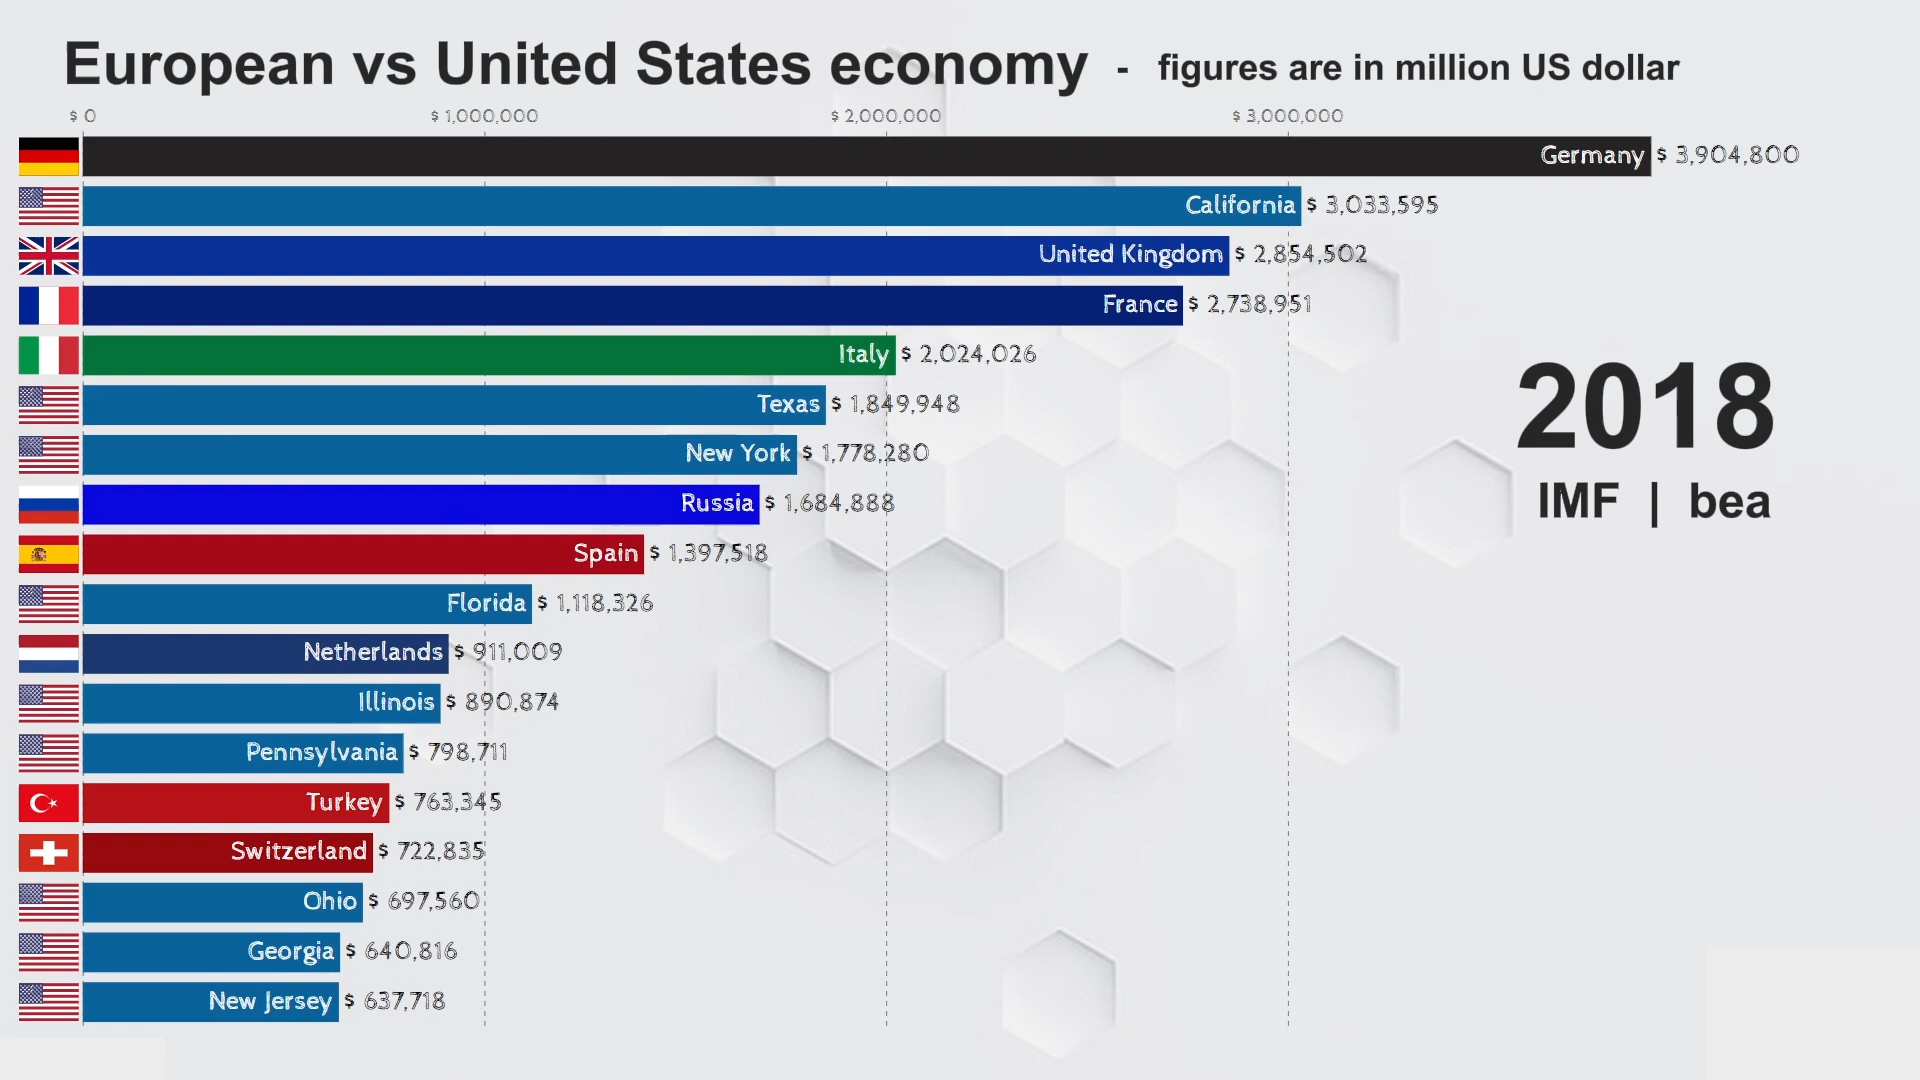 European vs United States economy - figures are in million US dollar
$ 0 $ 1,000,000 $ 2,000,000 $ 3,000,000
Germany $ 3,904,800
California $ 3,033,595
United Kingdom $ 2,854,502
France $ 2,738,951
Italy $ 2,024,026
Texas $ 1,849,948
New York $ 1,778,280
Russia $ 1,684,888
Spain $ 1,397,518
Florida $ 1,118,326
Netherlands $ 911,009
Illinois $ 890,874
Pennsylvania $ 798,711
Turkey $ 763,345
Switzerland $ 722,835
Ohio $ 697,560
Georgia $ 640,816
New Jersey $ 637,718
2018
IMF | bea